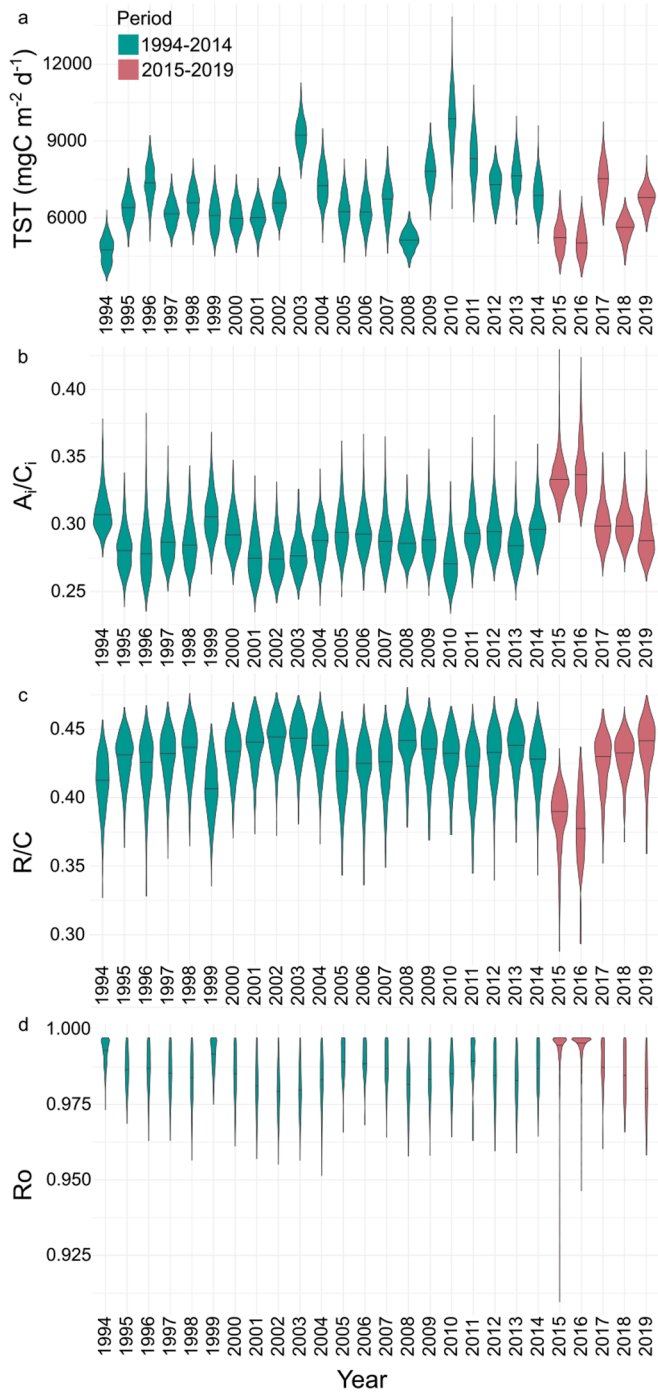 a
Period
1994-2014
2015-2019
12000
9000
6000
TST (mgC m⁻² d⁻¹)
1994 1995 1996 1997 1998 1999 2000 2001 2002 2003 2004 2005 2006 2007 2008 2009 2010 2011 2012 2013 2014 2015 2016 2017 2018 2019
b
0.40
0.35
0.30
0.25
Aᵢ/Cᵢ
1994 1995 1996 1997 1998 1999 2000 2001 2002 2003 2004 2005 2006 2007 2008 2009 2010 2011 2012 2013 2014 2015 2016 2017 2018 2019
c
0.45
0.40
0.35
0.30
R/C
1994 1995 1996 1997 1998 1999 2000 2001 2002 2003 2004 2005 2006 2007 2008 2009 2010 2011 2012 2013 2014 2015 2016 2017 2018 2019
d
1.000
0.975
0.950
0.925
Ro
1994 1995 1996 1997 1998 1999 2000 2001 2002 2003 2004 2005 2006 2007 2008 2009 2010 2011 2012 2013 2014 2015 2016 2017 2018 2019
Year